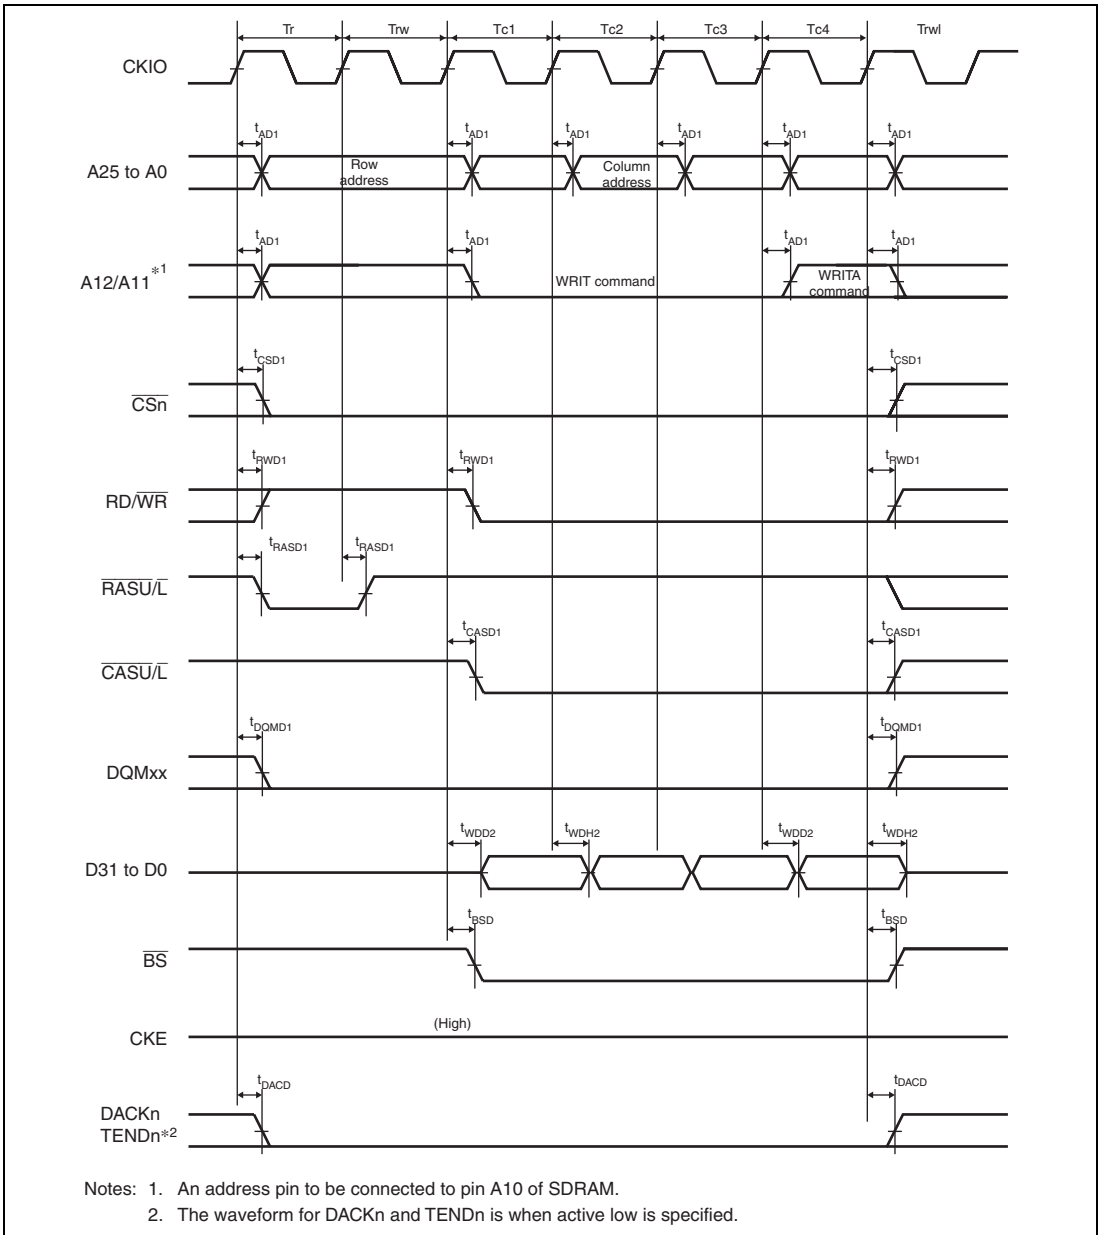 Tr Trw Tc1 Tc2 Tc3 Tc4 Trwl
CKIO
tAD1 tAD1 tAD1 tAD1 tAD1 tAD1
A25 to A0
Row
address
Column
address
tAD1 tAD1 tAD1 tAD1
A12/A11*1
WRIT command
WRITA
command
tCSD1 tCSD1
CSn
tRWD1 tRWD1 tRWD1
RD/WR
tRASD1 tRASD1
RASU/L
tCASD1 tCASD1
CASU/L
tDQMD1 tDQMD1
DQMxx
tWDD2 tWDH2 tWDD2 tWDH2
D31 to D0
tBSD tBSD
BS
(High)
CKE
tDACD tDACD
DACKn
TENDn*2
Notes: 1. An address pin to be connected to pin A10 of SDRAM.
2. The waveform for DACKn and TENDn is when active low is specified.